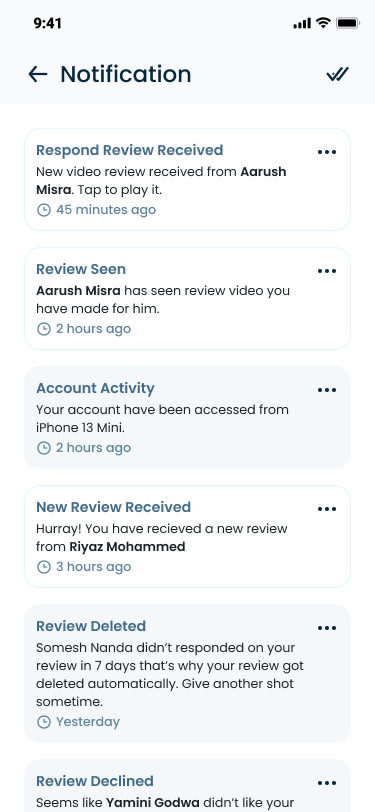 9:41
Notification
Respond Review Received
New video review received from Aarush
Misra. Tap to play it.
45 minutes ago
Review Seen
Aarush Misra has seen review video you
have made for him.
2 hours ago
Account Activity
Your account have been accessed from
iPhone 13 Mini.
2 hours ago
New Review Received
Hurray! You have recieved a new review
from Riyaz Mohammed
3 hours ago
Review Deleted
Somesh Nanda didn't responded on your
review in 7 days that's why your review got
deleted automatically. Give another shot
sometime.
Yesterday
Review Declined
Seems like Yamini Godwa didn't like your